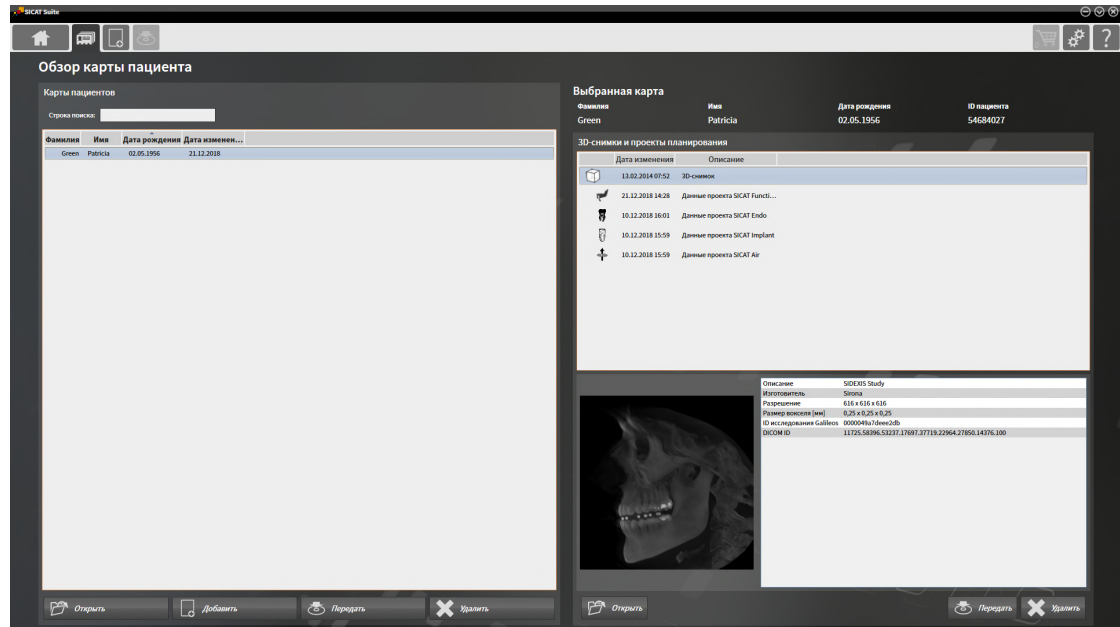 SICAT Suite
Обзор карты пациента
Карты пациентов
Строка поиска:
Фамилия Имя Дата рождения Дата изменен...
Green Patricia 02.05.1956 21.12.2018
Открыть Добавить Передать Удалить
Выбранная карта
Фамилия Имя Дата рождения ID пациента
Green Patricia 02.05.1956 54684027
3D-снимки и проекты планирования
Дата изменения Описание
13.02.2014 07:52 3D-снимок
21.12.2018 14:28 Данные проекта SICAT Functi...
10.12.2018 16:01 Данные проекта SICAT Endo
10.12.2018 15:59 Данные проекта SICAT Implant
10.12.2018 15:59 Данные проекта SICAT Air
Описание SIDEXIS Study
Изготовитель Sirona
Разрешение 616 x 616 x 616
Размер вокселя [мм] 0,25 x 0,25 x 0,25
ID исследования Galileos 0000049a7deee2db
DICOM ID 11725.58396.53237.17697.37719.22964.27850.14376.100
Открыть Передать Удалить